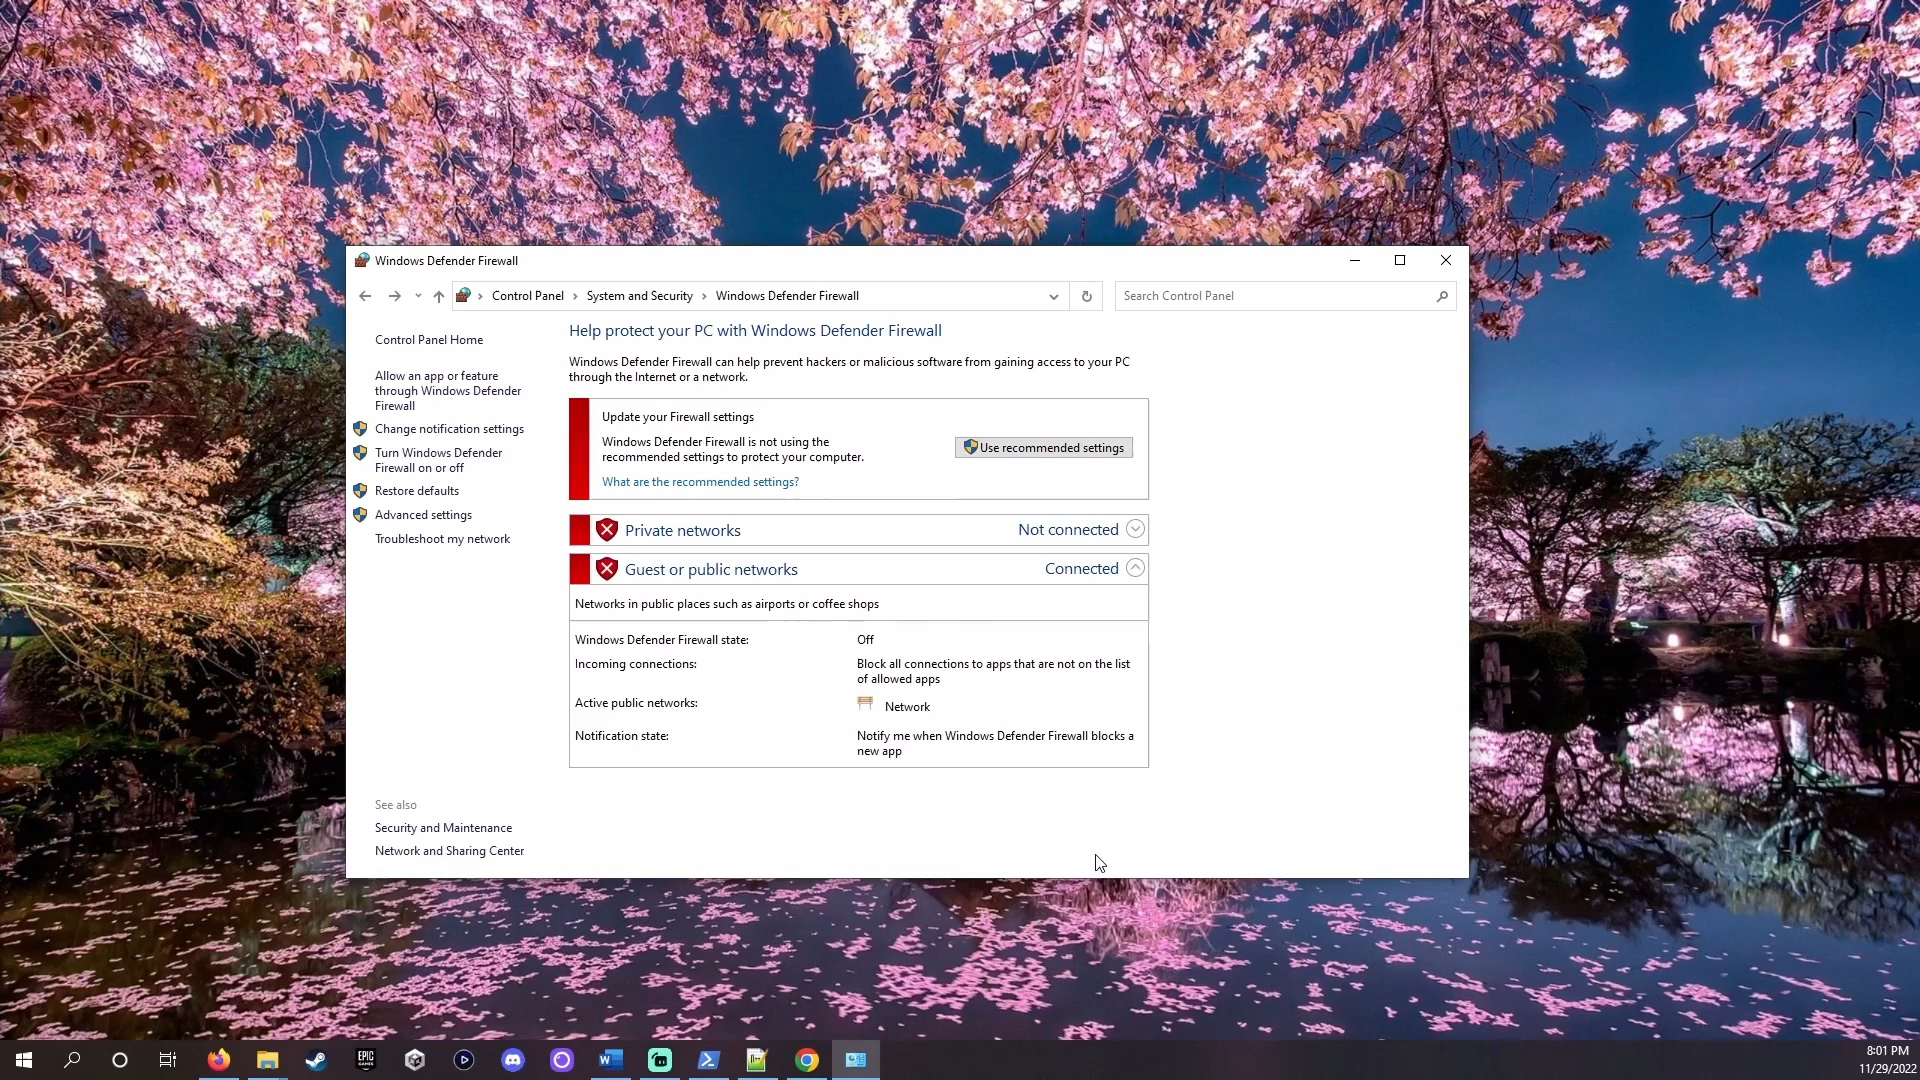 Windows Defender Firewall
Control Panel
System and Security
Windows Defender Firewall
Search Control Panel
Control Panel Home
Allow an app or feature
through Windows Defender
Firewall
Change notification settings
Turn Windows Defender
Firewall on or off
Restore defaults
Advanced settings
Troubleshoot my network
See also
Security and Maintenance
Network and Sharing Center
Help protect your PC with Windows Defender Firewall
Windows Defender Firewall can help prevent hackers or malicious software from gaining access to your PC
through the Internet or a network.
Update your Firewall settings
Windows Defender Firewall is not using the
recommended settings to protect your computer.
Use recommended settings
What are the recommended settings?
Private networks Not connected
Guest or public networks Connected
Networks in public places such as airports or coffee shops
Windows Defender Firewall state: Off
Incoming connections: Block all connections to apps that are not on the list
of allowed apps
Active public networks: Network
Notification state: Notify me when Windows Defender Firewall blocks a
new app
EPIC
GAMES
W
8:01 PM
11/29/2022